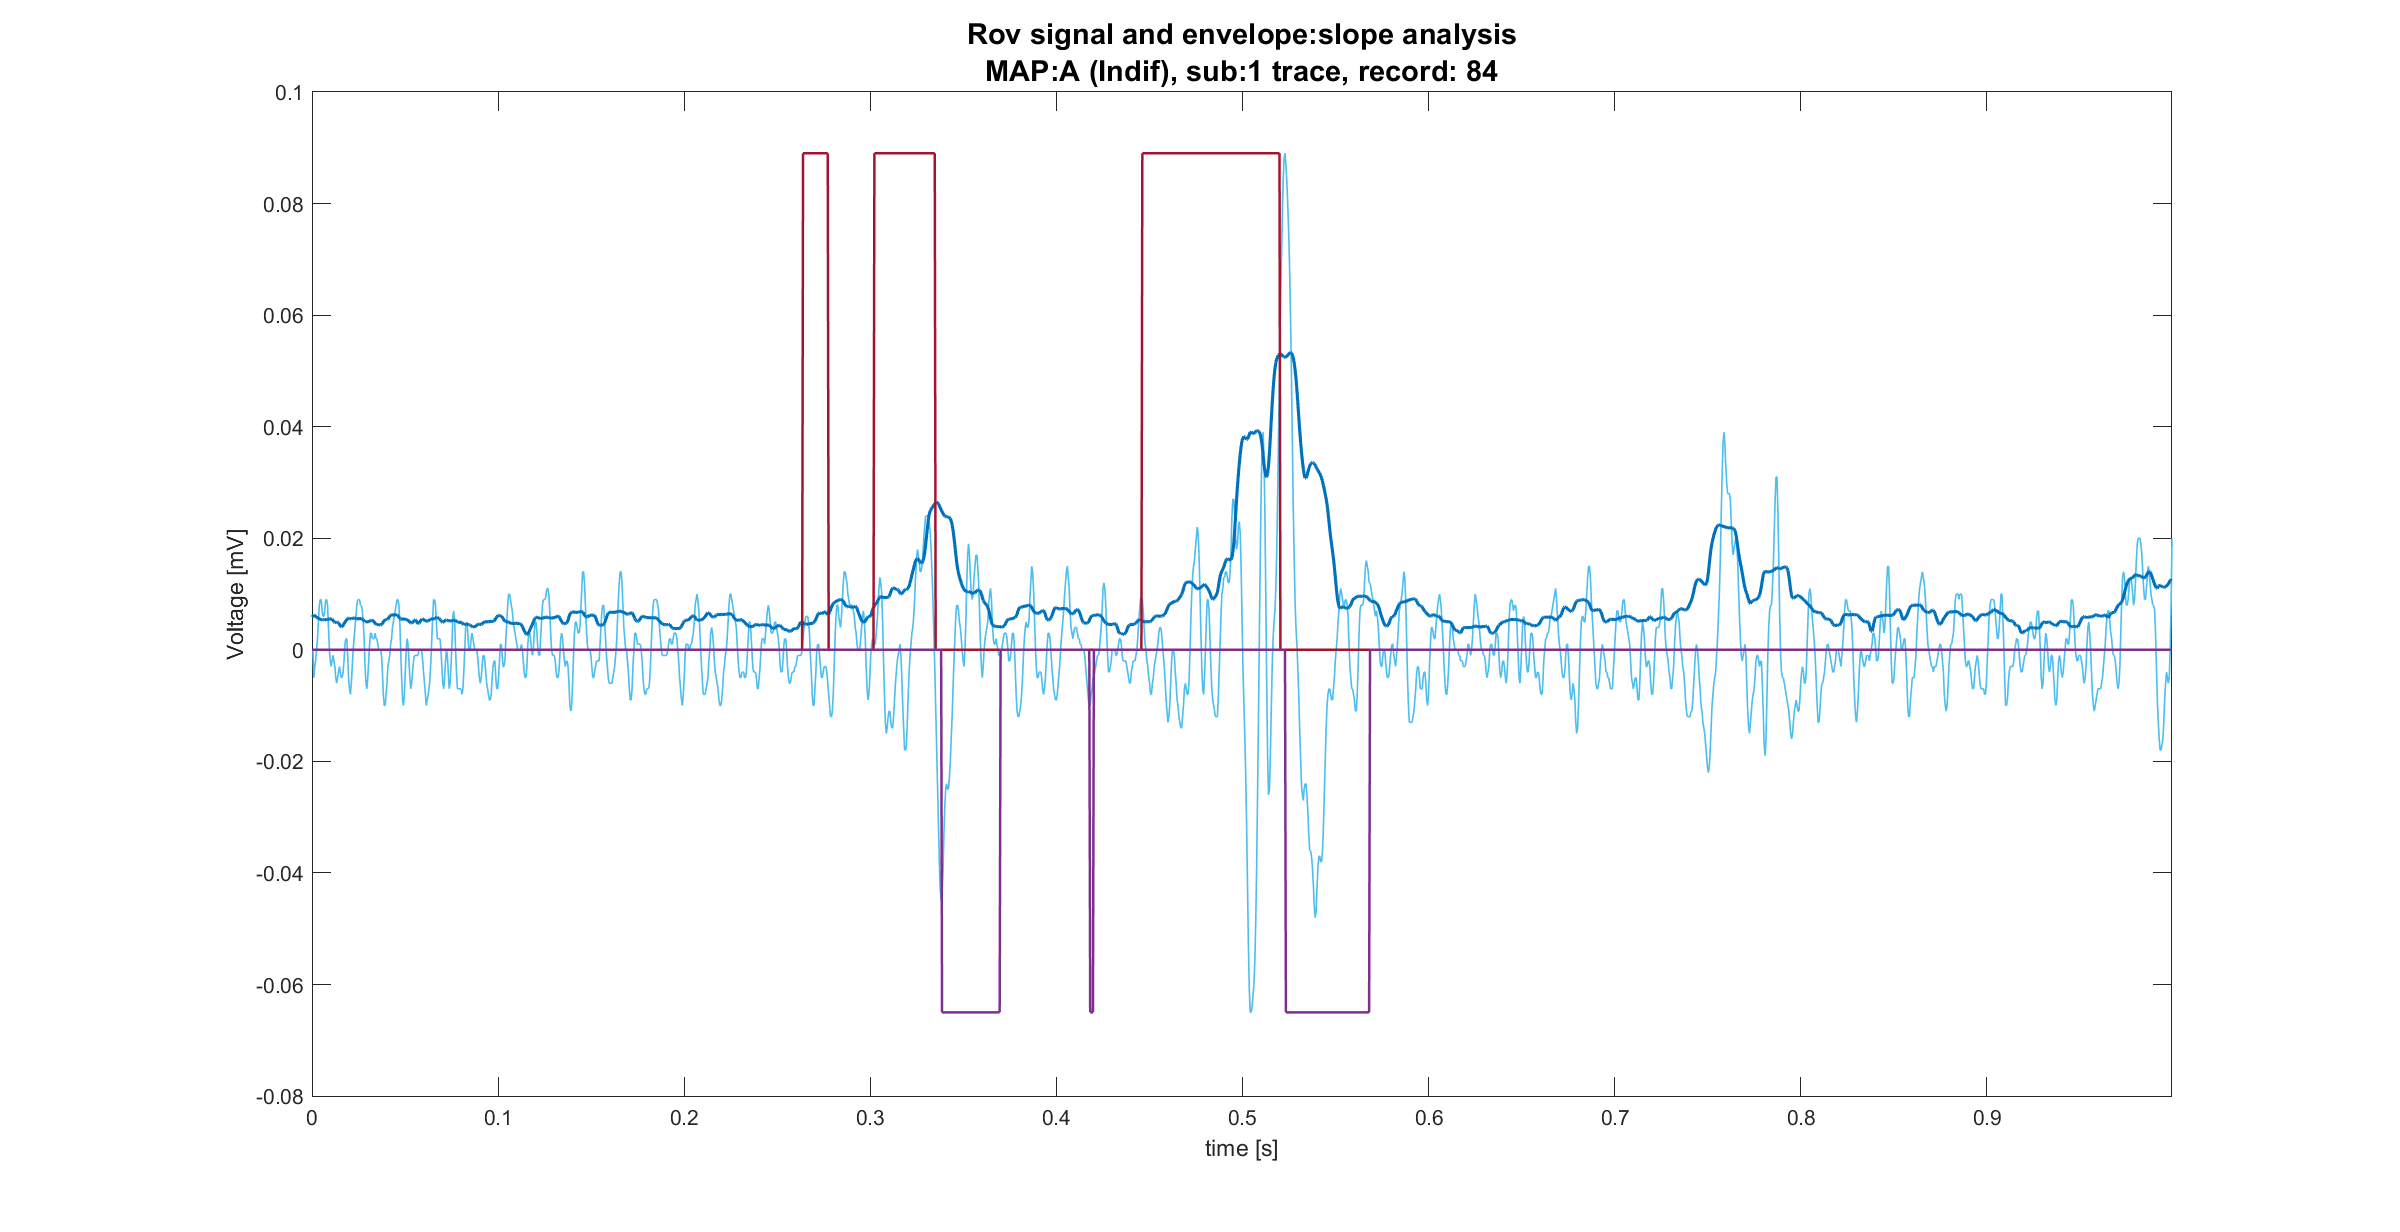 Rov signal and envelope:slope analysis
MAP:A (Indif), sub:1 trace, record: 84
0.1
0.08
0.06
0.04
0.02
0
-0.02
-0.04
-0.06
-0.08
Voltage [mV]
0 0.1 0.2 0.3 0.4 0.5 0.6 0.7 0.8 0.9
time [s]